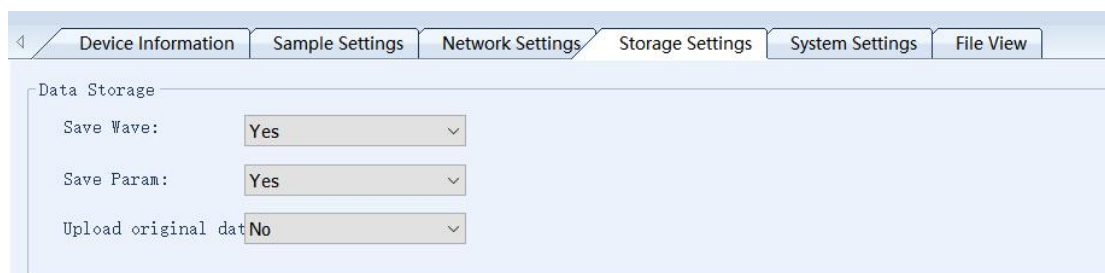 Device Information Sample Settings Network Settings Storage Settings System Settings File View
Data Storage
Save Wave: Yes
Save Param: Yes
Upload original dat No